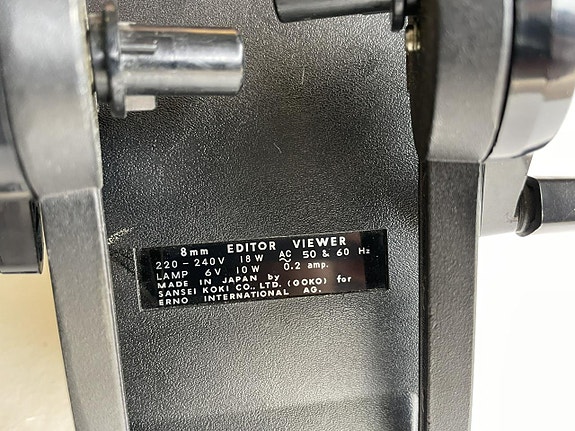 8mm EDITOR VIEWER
220 - 240V 18W AC 50 & 60 Hz
LAMP 6V 10W ~ 0.2 amp.
MADE IN JAPAN by
SANSEI KOKI CO., LTD. (GOKO) for
ERNO INTERNATIONAL AG.